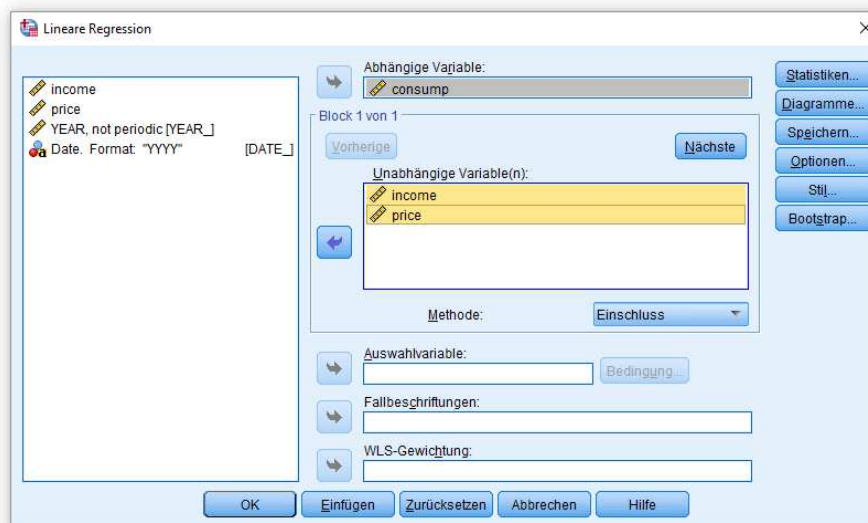 Lineare Regression
income
price
YEAR, not periodic [YEAR_]
Date. Format: "YYYY" [DATE_]
Abhängige Variable:
consump
Block 1 von 1
Vorherige
Nächste
Unabhängige Variable(n):
income
price
Methode:
Einschluss
Auswahlvariable:
Bedingung...
Fallbeschriftungen:
WLS-Gewichtung:
Statistiken...
Diagramme...
Speichern...
Optionen...
Stil...
Bootstrap...
OK
Einfügen
Zurücksetzen
Abbrechen
Hilfe